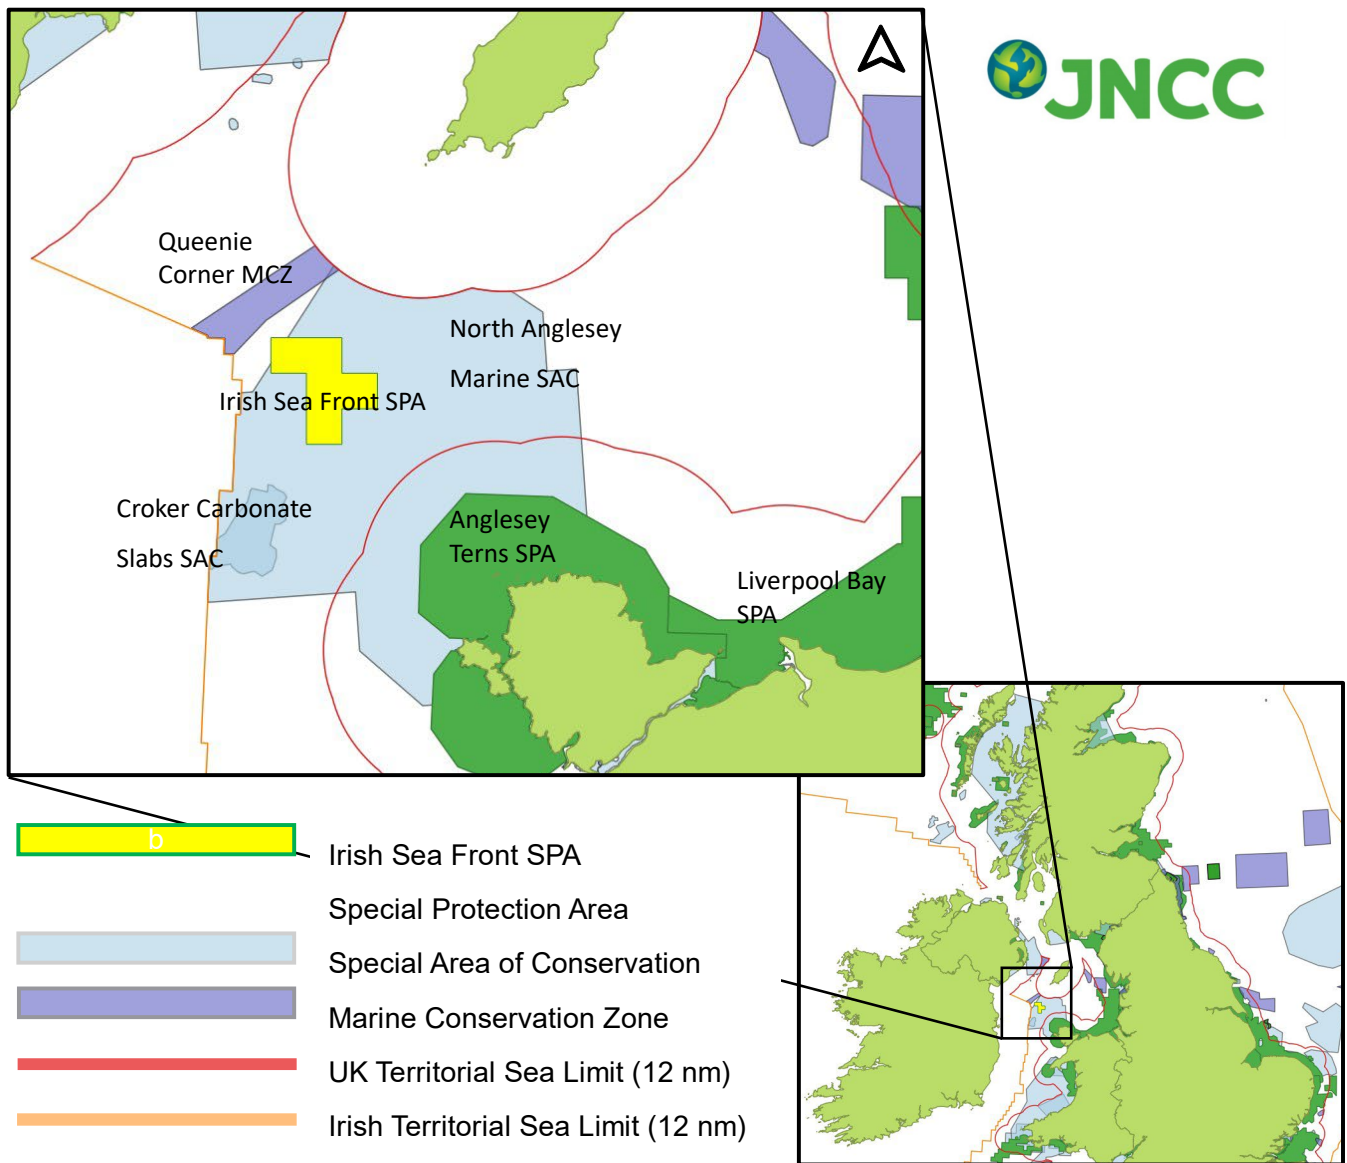 JNCC
Queenie
Corner MCZ
North Anglesey
Marine SAC
Irish Sea Front SPA
Croker Carbonate
Slabs SAC
Anglesey
Terns SPA
Liverpool Bay
SPA
b
Irish Sea Front SPA
Special Protection Area
Special Area of Conservation
Marine Conservation Zone
UK Territorial Sea Limit (12 nm)
Irish Territorial Sea Limit (12 nm)